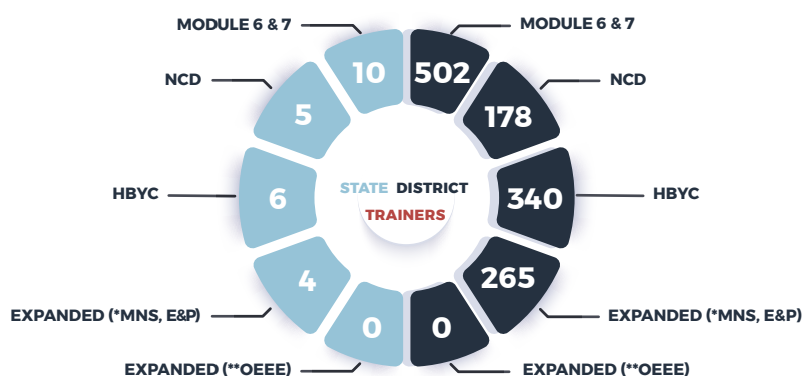 MODULE 6 & 7 MODULE 6 & 7
10 502
NCD NCD
5 178
HBYC 6 340 HBYC
STATE DISTRICT
TRAINERS
4 265
EXPANDED (*MNS, E&P) EXPANDED (*MNS, E&P)
0 0
EXPANDED (**OEEE) EXPANDED (**OEEE)